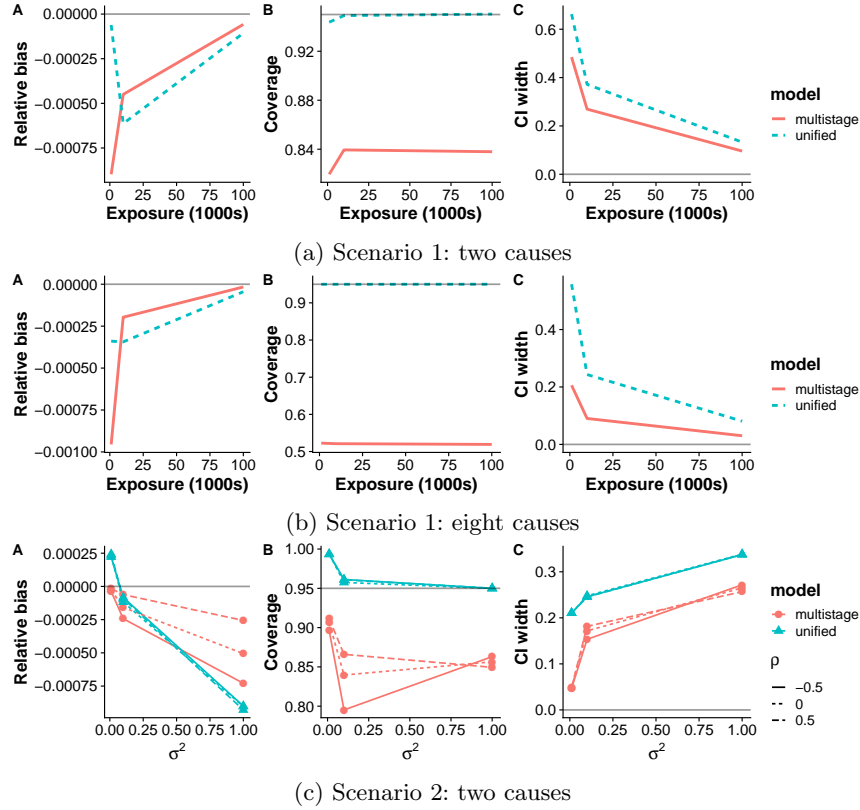 A
B
C
0.00000
−0.00025
−0.00050
−0.00075
Relative bias
0 25 50 75 100
Exposure (1000s)
0.96
0.92
0.88
0.84
Coverage
0 25 50 75 100
Exposure (1000s)
0.6
0.4
0.2
0.0
CI width
0 25 50 75 100
Exposure (1000s)
model
multistage
unified
(a) Scenario 1: two causes
A
B
C
0.00000
−0.00025
−0.00050
−0.00075
−0.00100
Relative bias
0 25 50 75 100
Exposure (1000s)
0.9
0.8
0.7
0.6
0.5
Coverage
0 25 50 75 100
Exposure (1000s)
0.4
0.2
0.0
CI width
0 25 50 75 100
Exposure (1000s)
model
multistage
unified
(b) Scenario 1: eight causes
A
B
C
0.00025
0.00000
−0.00025
−0.00050
−0.00075
Relative bias
0.00 0.25 0.50 0.75 1.00
σ²
1.00
0.95
0.90
0.85
0.80
Coverage
0.00 0.25 0.50 0.75 1.00
σ²
0.3
0.2
0.1
0.0
CI width
0.00 0.25 0.50 0.75 1.00
σ²
model
multistage
unified
ρ
−0.5
0
0.5
(c) Scenario 2: two causes